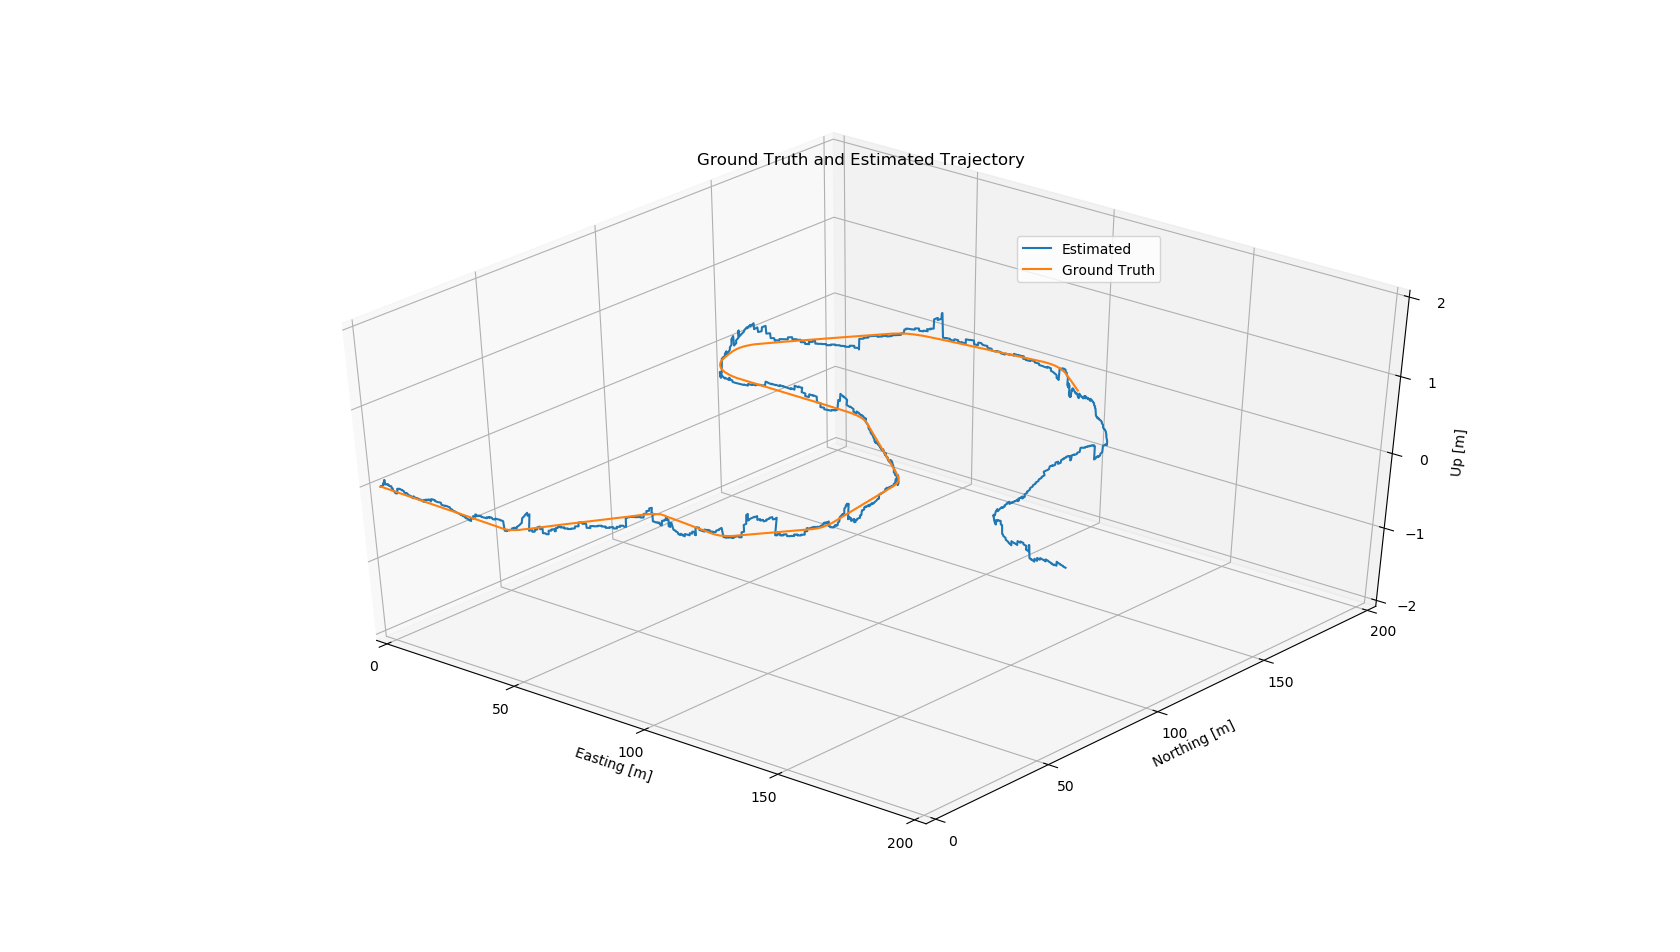 Ground Truth and Estimated Trajectory
Estimated
Ground Truth
2
1
0
−1
−2
Up [m]
0
50
100
150
200
Easting [m]
0
50
100
150
200
Northing [m]